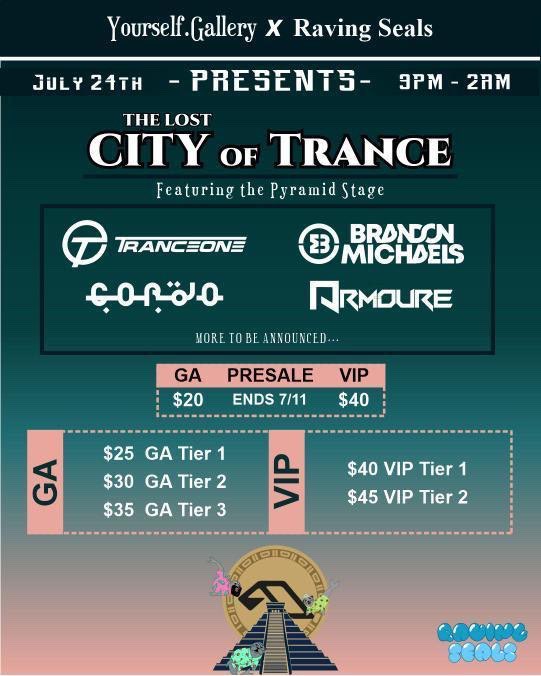 Yourself.Gallery X Raving Seals
JULY 24TH - PRESENTS- 9PM - 2AM
THE LOST
CITY OF TRANCE
Featuring the Pyramid Stage
TRANCEONE BRANDON MICHAELS
GORDO ARMOURE
MORE TO BE ANNOUNCED...
GA PRESALE VIP
$20 ENDS 7/11 $40
GA
$25 GA Tier 1
$30 GA Tier 2
$35 GA Tier 3
VIP
$40 VIP Tier 1
$45 VIP Tier 2
RAVING
SEALS